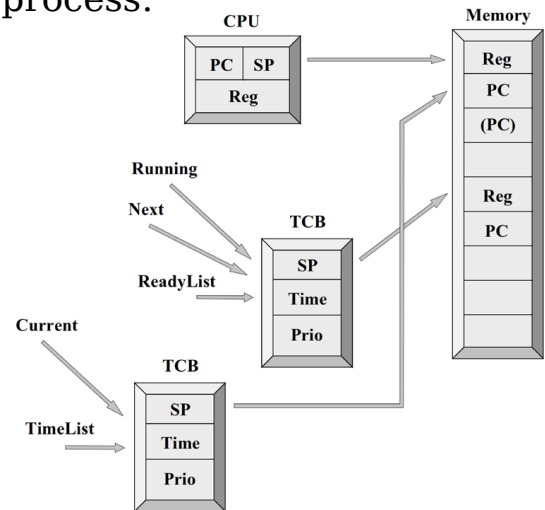 process.
CPU
PC SP
Reg
Memory
Reg
PC
(PC)
Reg
PC
Running
Next
ReadyList
TCB
SP
Time
Prio
Current
TimeList
TCB
SP
Time
Prio